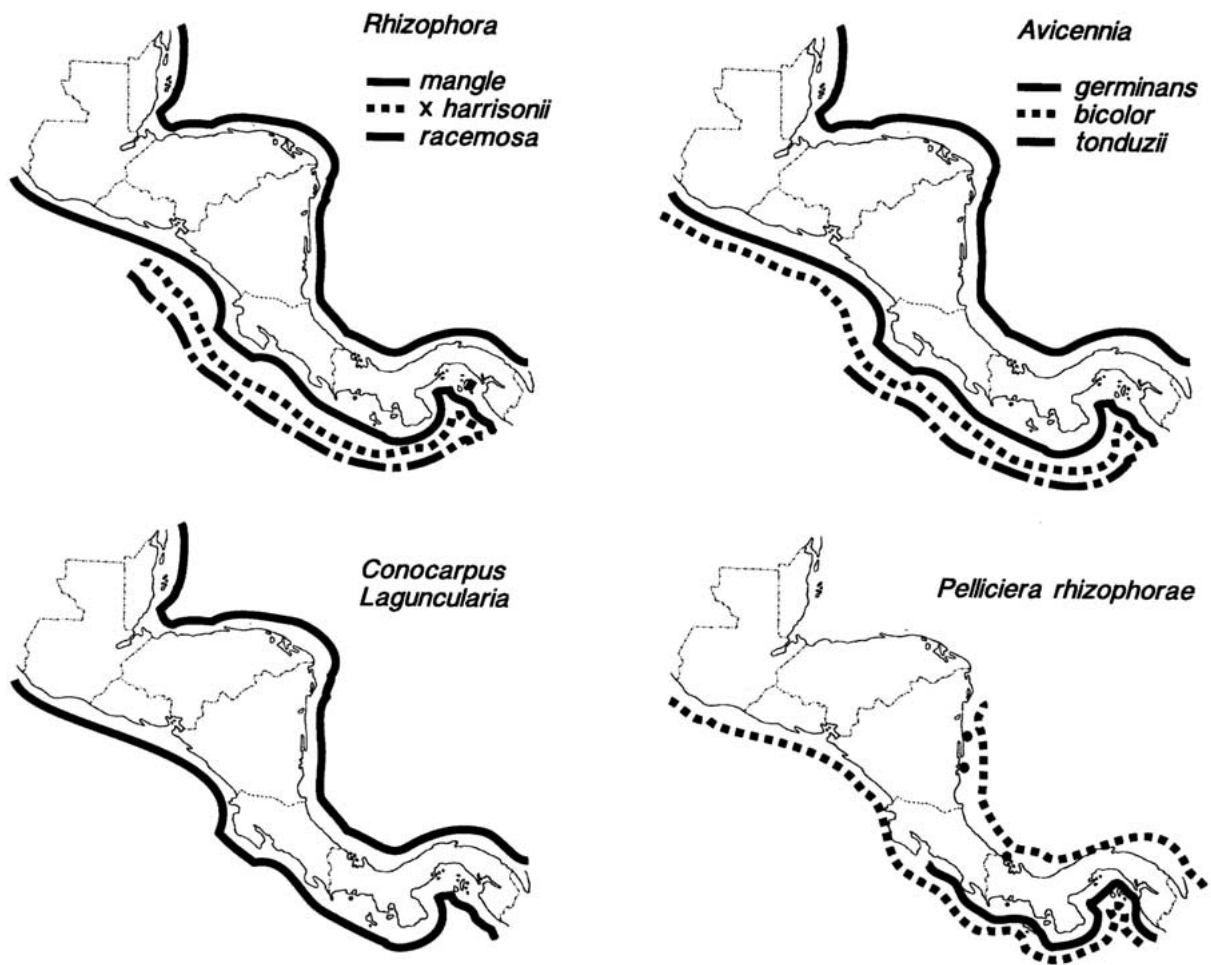 Rhizophora
mangle
x harrisonii
racemosa
Avicennia
germinans
bicolor
tonduzii
Conocarpus
Laguncularia
Pelliciera rhizophorae